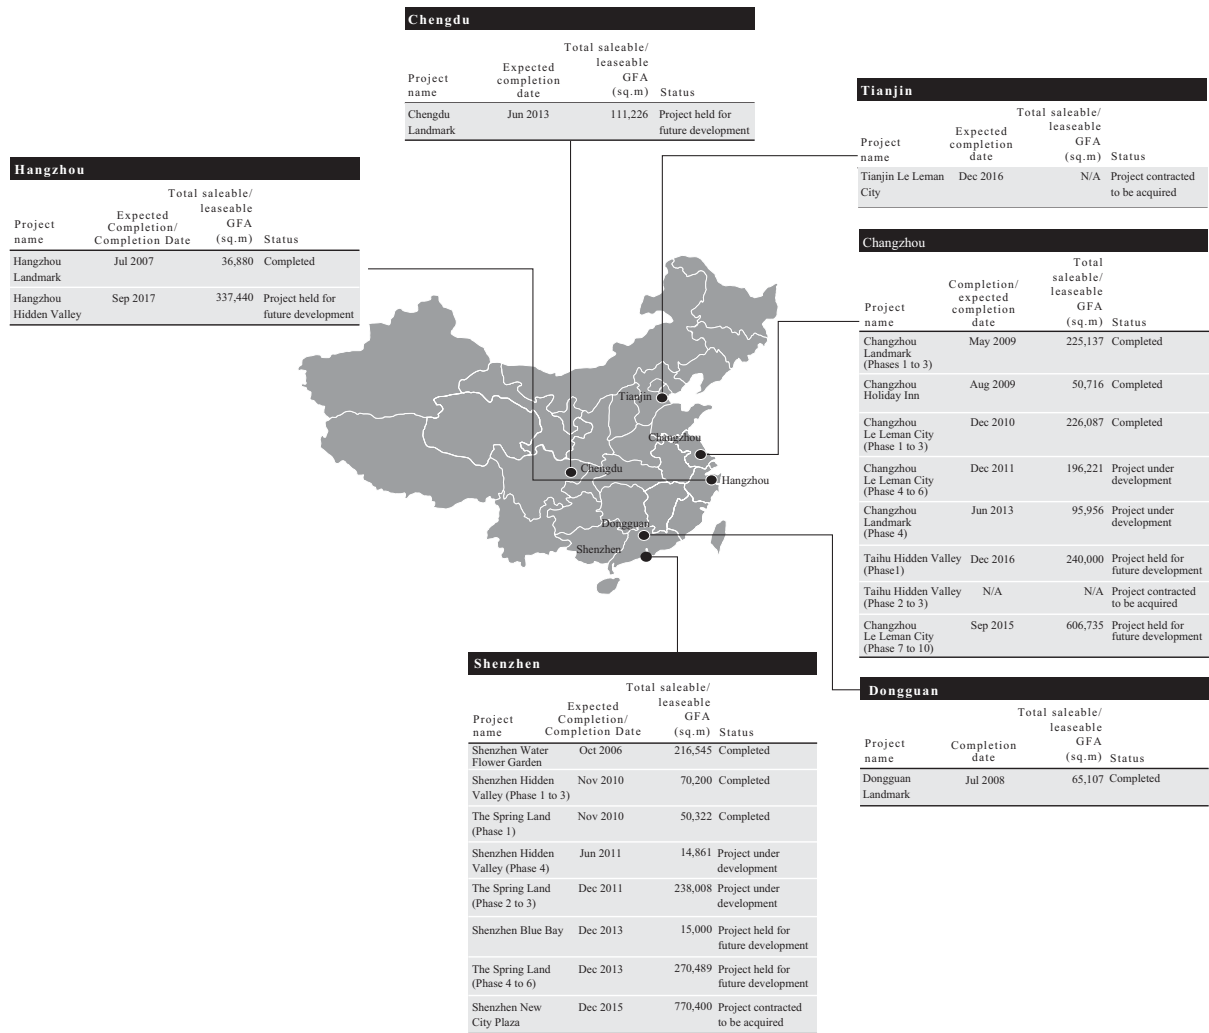 Chengdu
Total saleable/
leaseable
Expected GFA
Project completion
name date (sq.m) Status
Chengdu Jun 2013 111,226 Project held for
Landmark future development
Tianjin
Total saleable/
leaseable
Expected GFA
Project completion
name date (sq.m) Status
Tianjin Le Leman Dec 2016 N/A Project contracted
City to be acquired
Hangzhou
Total saleable/
leaseable
Expected GFA
Project Completion/
name Completion Date (sq.m) Status
Hangzhou Jul 2007 36,880 Completed
Landmark
Hangzhou Sep 2017 337,440 Project held for
Hidden Valley future development
Changzhou
Total
saleable/
Completion/ leaseable
expected GFA
Project completion
name date (sq.m) Status
Changzhou May 2009 225,137 Completed
Landmark
(Phases 1 to 3)
Changzhou Aug 2009 50,716 Completed
Holiday Inn
Changzhou Dec 2010 226,087 Completed
Le Leman City
(Phase 1 to 3)
Changzhou Dec 2011 196,221 Project under
Le Leman City development
(Phase 4 to 6)
Changzhou Jun 2013 95,956 Project under
Landmark development
(Phase 4)
Taihu Hidden Valley Dec 2016 240,000 Project held for
(Phase1) future development
Taihu Hidden Valley N/A N/A Project contracted
(Phase 2 to 3) to be acquired
Changzhou Sep 2015 606,735 Project held for
Le Leman City future development
(Phase 7 to 10)
Tianjin
Changzhou
Chengdu
Hangzhou
Dongguan
Shenzhen
Shenzhen
Total saleable/
leaseable
Expected GFA
Project Completion/
name Completion Date (sq.m) Status
Shenzhen Water Oct 2006 216,545 Completed
Flower Garden
Shenzhen Hidden Nov 2010 70,200 Completed
Valley (Phase 1 to 3)
The Spring Land Nov 2010 50,322 Completed
(Phase 1)
Shenzhen Hidden Jun 2011 14,861 Project under
Valley (Phase 4) development
The Spring Land Dec 2011 238,008 Project under
(Phase 2 to 3) development
Shenzhen Blue Bay Dec 2013 15,000 Project held for
future development
The Spring Land Dec 2013 270,489 Project held for
(Phase 4 to 6) future development
Shenzhen New Dec 2015 770,400 Project contracted
City Plaza to be acquired
Dongguan
Total saleable/
leaseable
Project Completion GFA
name date (sq.m) Status
Dongguan Jul 2008 65,107 Completed
Landmark